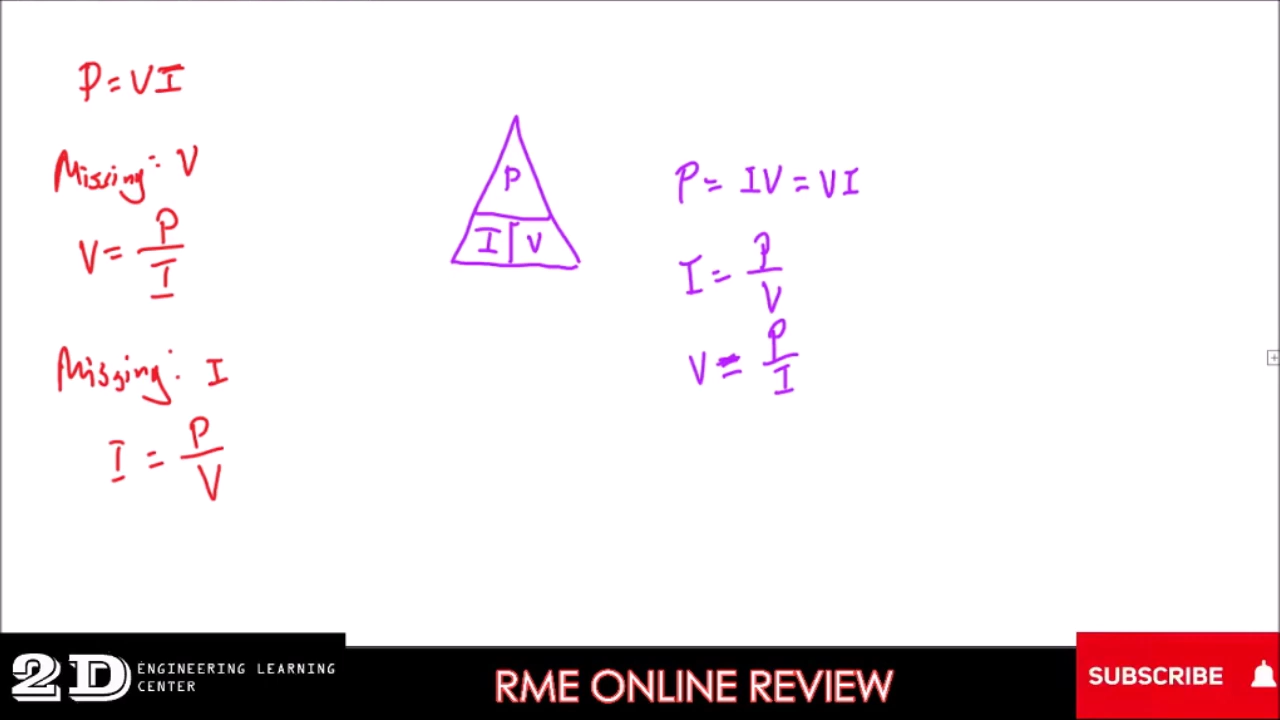 P = VI
Missing: V
V = P/I
Missing: I
I = P/V
P
I V
P = IV = VI
I = P/V
V = P/I
2D ENGINEERING LEARNING
CENTER
RME ONLINE REVIEW
SUBSCRIBE